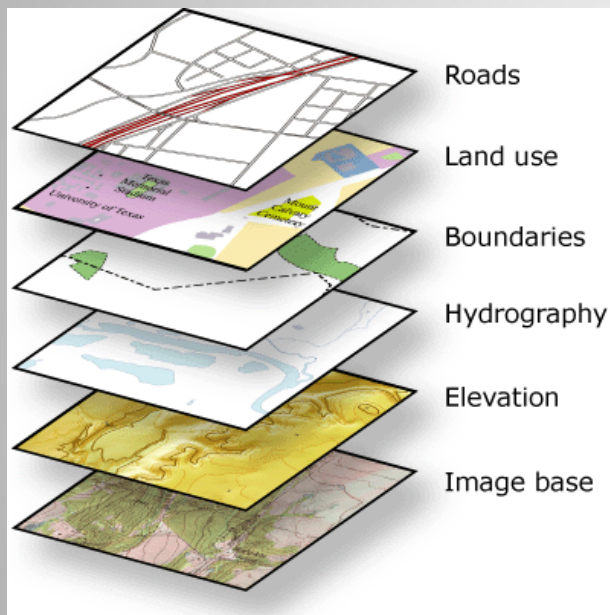 Roads
Land use
Texas
Memorial
Stadium
University of Texas
Mount
Calvary
Cemetery
Boundaries
Hydrography
Elevation
Image base